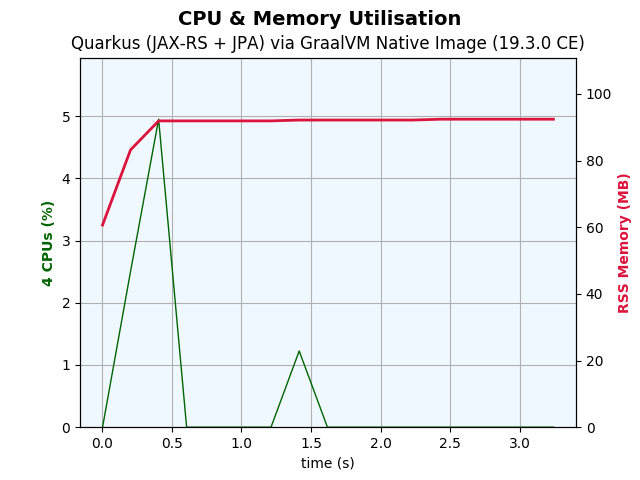 CPU & Memory Utilisation
Quarkus (JAX-RS + JPA) via GraalVM Native Image (19.3.0 CE)
4 CPUs (%)
5
4
3
2
1
0
100
80
60
40
20
0
RSS Memory (MB)
0.0 0.5 1.0 1.5 2.0 2.5 3.0
time (s)